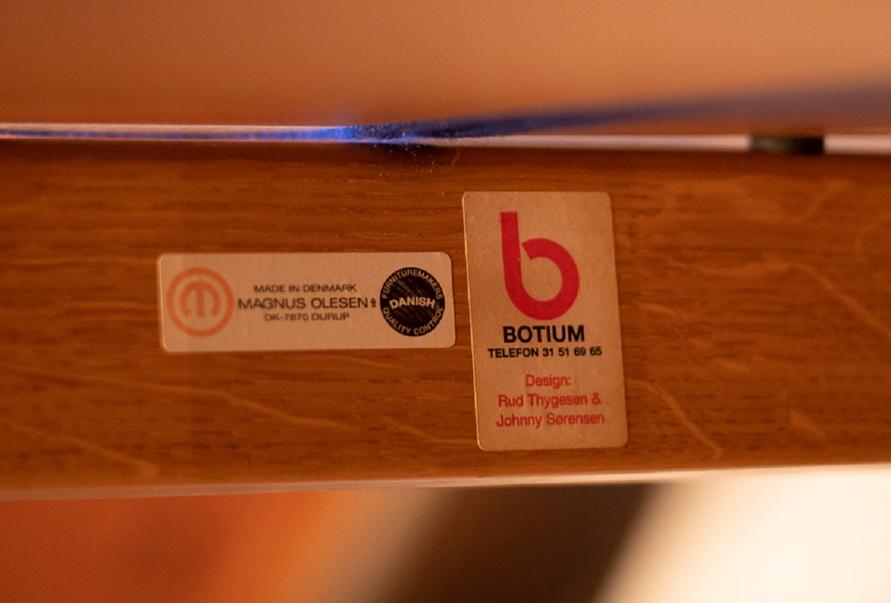 MADE IN DENMARK
MAGNUS OLESEN
DK-7870 DURUP
FURNITUREMAKERS
DANISH
QUALITY CONTROL
b
BOTIUM
TELEFON 31 51 69 65
Design:
Rud Thygesen &
Johnny Sørensen